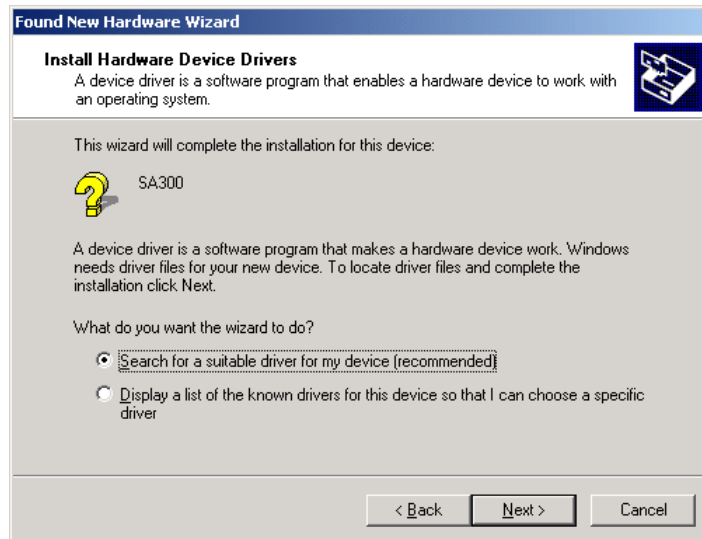 Found New Hardware Wizard
Install Hardware Device Drivers
A device driver is a software program that enables a hardware device to work with
an operating system.
This wizard will complete the installation for this device:
SA300
A device driver is a software program that makes a hardware device work. Windows
needs driver files for your new device. To locate driver files and complete the
installation click Next.
What do you want the wizard to do?
Search for a suitable driver for my device (recommended)
Display a list of the known drivers for this device so that I can choose a specific
driver
< Back Next > Cancel